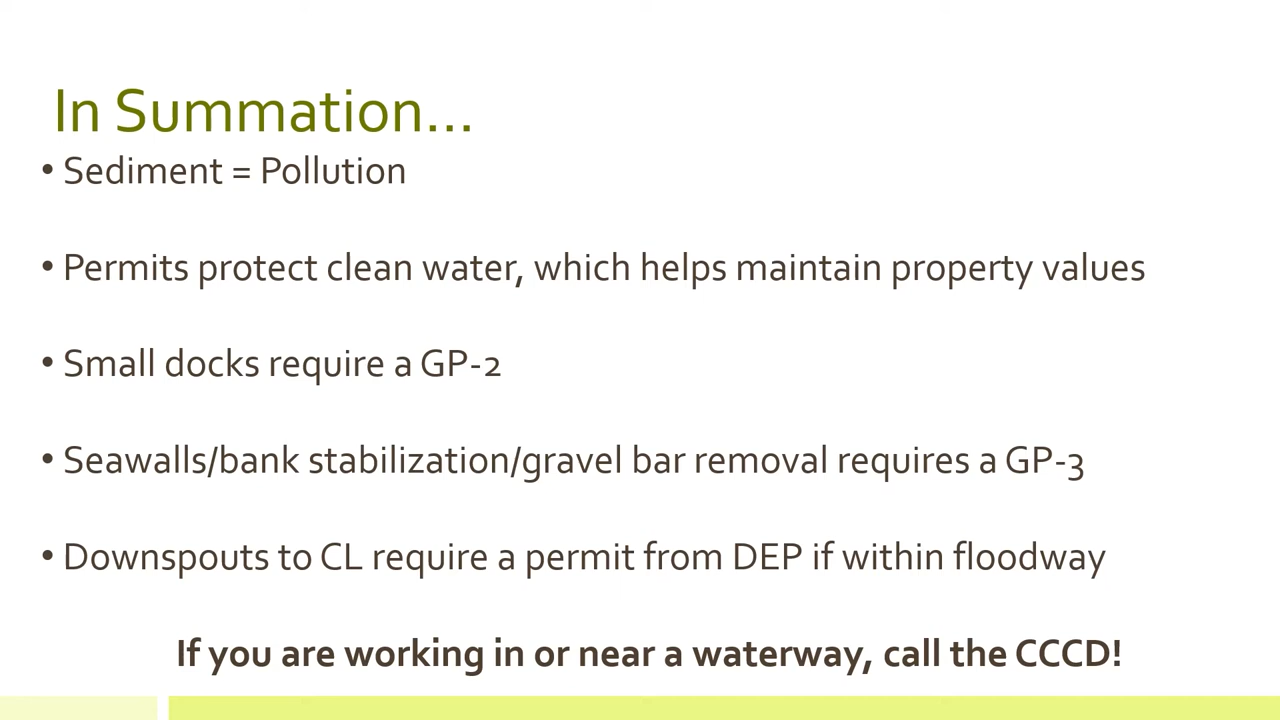 In Summation...
• Sediment = Pollution
• Permits protect clean water, which helps maintain property values
• Small docks require a GP-2
• Seawalls/bank stabilization/gravel bar removal requires a GP-3
• Downspouts to CL require a permit from DEP if within floodway
If you are working in or near a waterway, call the CCCD!